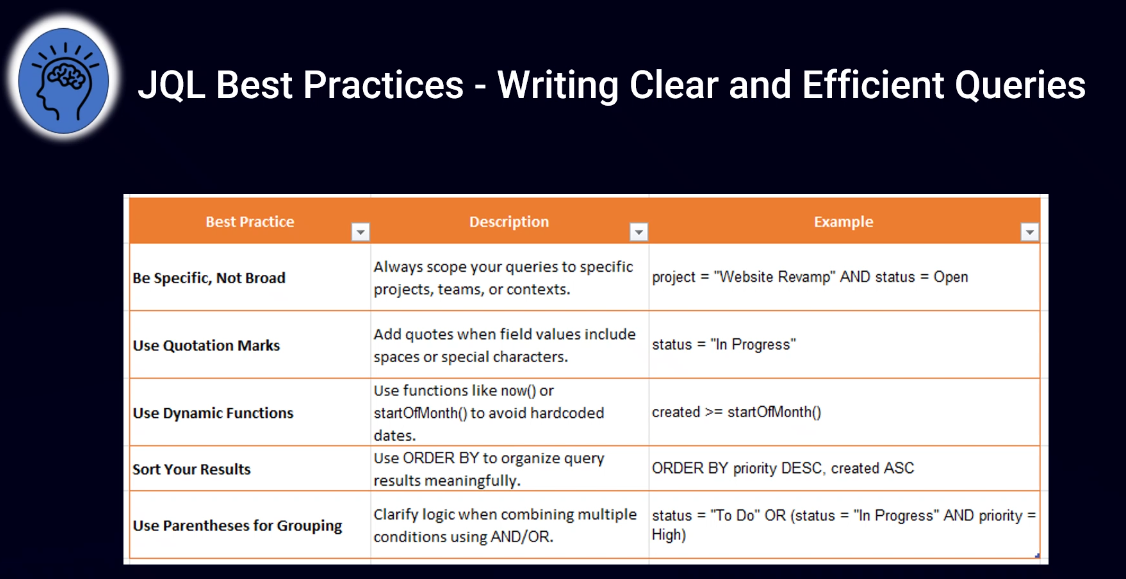 JQL Best Practices - Writing Clear and Efficient Queries
Best Practice
Description
Example
Be Specific, Not Broad
Always scope your queries to specific
projects, teams, or contexts.
project = "Website Revamp" AND status = Open
Use Quotation Marks
Add quotes when field values include
spaces or special characters.
status = "In Progress"
Use Dynamic Functions
Use functions like now() or
startOfMonth() to avoid hardcoded
dates.
created >= startOfMonth()
Sort Your Results
Use ORDER BY to organize query
results meaningfully.
ORDER BY priority DESC, created ASC
Use Parentheses for Grouping
Clarify logic when combining multiple
conditions using AND/OR.
status = "To Do" OR (status = "In Progress" AND priority =
High)